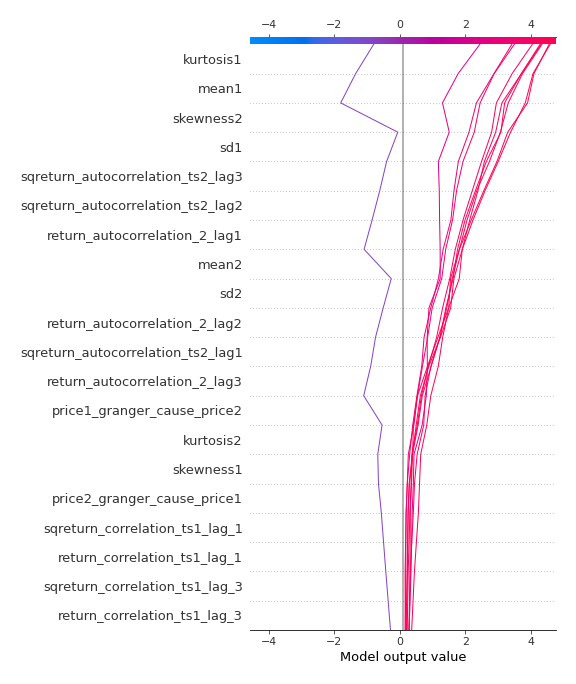 −4 −2 0 2 4
kurtosis1
mean1
skewness2
sd1
sqreturn_autocorrelation_ts2_lag3
sqreturn_autocorrelation_ts2_lag2
return_autocorrelation_2_lag1
mean2
sd2
return_autocorrelation_2_lag2
sqreturn_autocorrelation_ts2_lag1
return_autocorrelation_2_lag3
price1_granger_cause_price2
kurtosis2
skewness1
price2_granger_cause_price1
sqreturn_correlation_ts1_lag_1
return_correlation_ts1_lag_1
sqreturn_correlation_ts1_lag_3
return_correlation_ts1_lag_3
−4 −2 0 2 4
Model output value